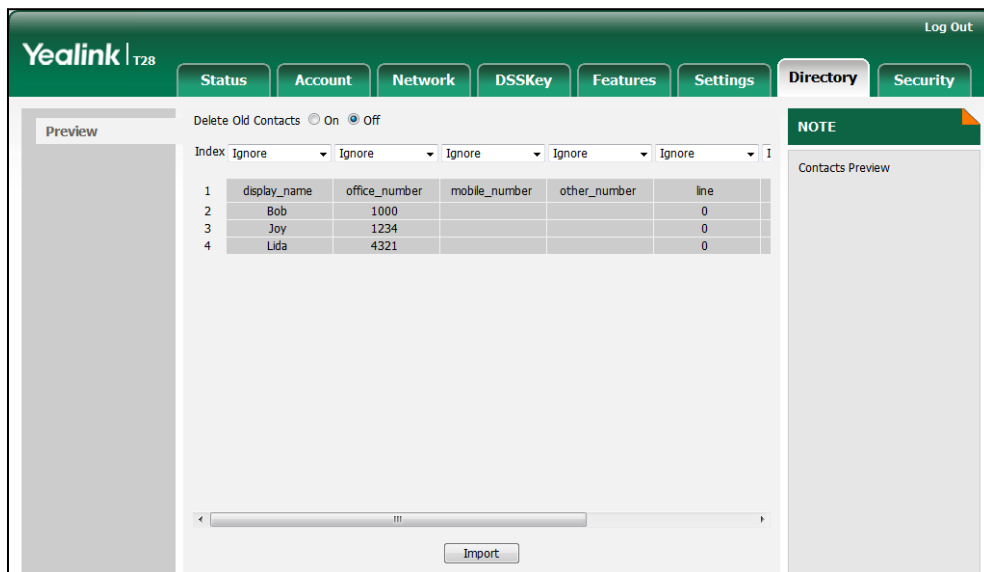 Log Out
Yealink T28
Status Account Network DSSKey Features Settings Directory Security
Preview
Delete Old Contacts On Off
Index Ignore Ignore Ignore Ignore Ignore I
1 display_name office_number mobile_number other_number line
2 Bob 1000 0
3 Joy 1234 0
4 Lida 4321 0
Import
NOTE
Contacts Preview